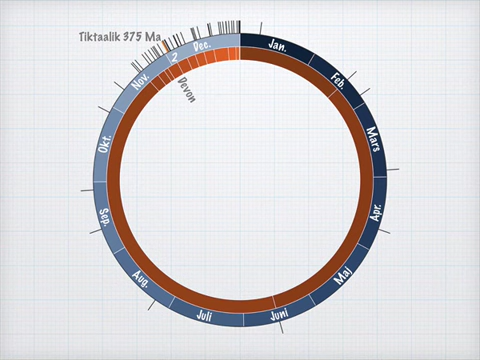 Tiktaalik 375 Ma
Jan.
Feb.
Mars
Apr.
Maj
Juni
Juli
Aug.
Sep.
Okt.
Nov.
2
Dec.
Devon